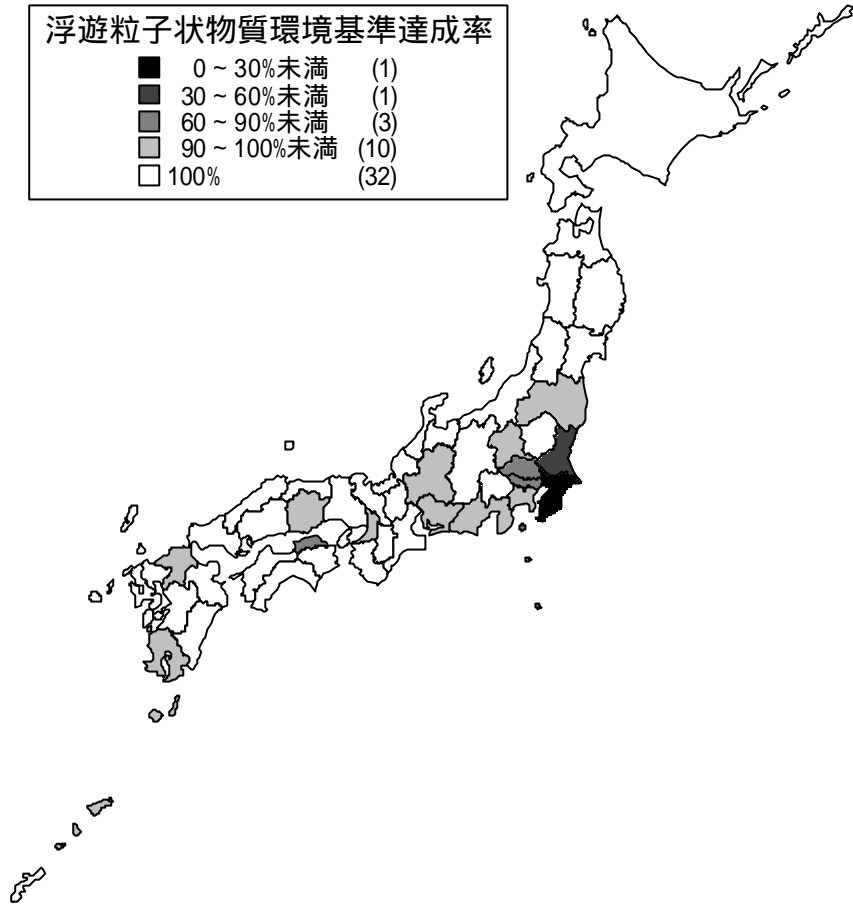 浮遊粒子状物質環境基準達成率
0~30%未満 (1)
30~60%未満 (1)
60~90%未満 (3)
90~100%未満 (10)
100% (32)